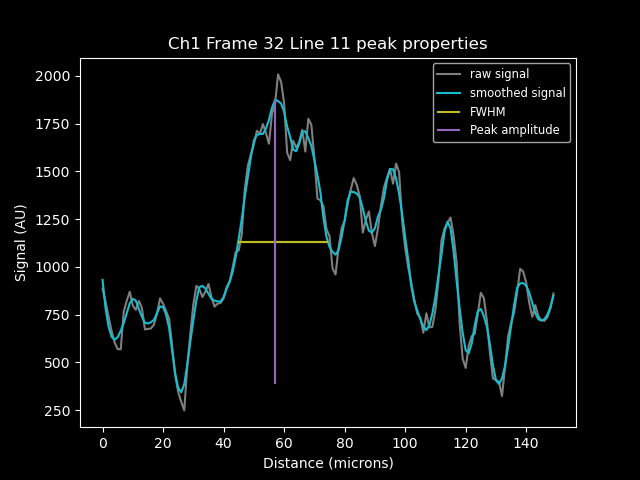 Ch1 Frame 32 Line 11 peak properties
raw signal
smoothed signal
FWHM
Peak amplitude
Signal (AU)
2000
1750
1500
1250
1000
750
500
250
0 20 40 60 80 100 120 140
Distance (microns)